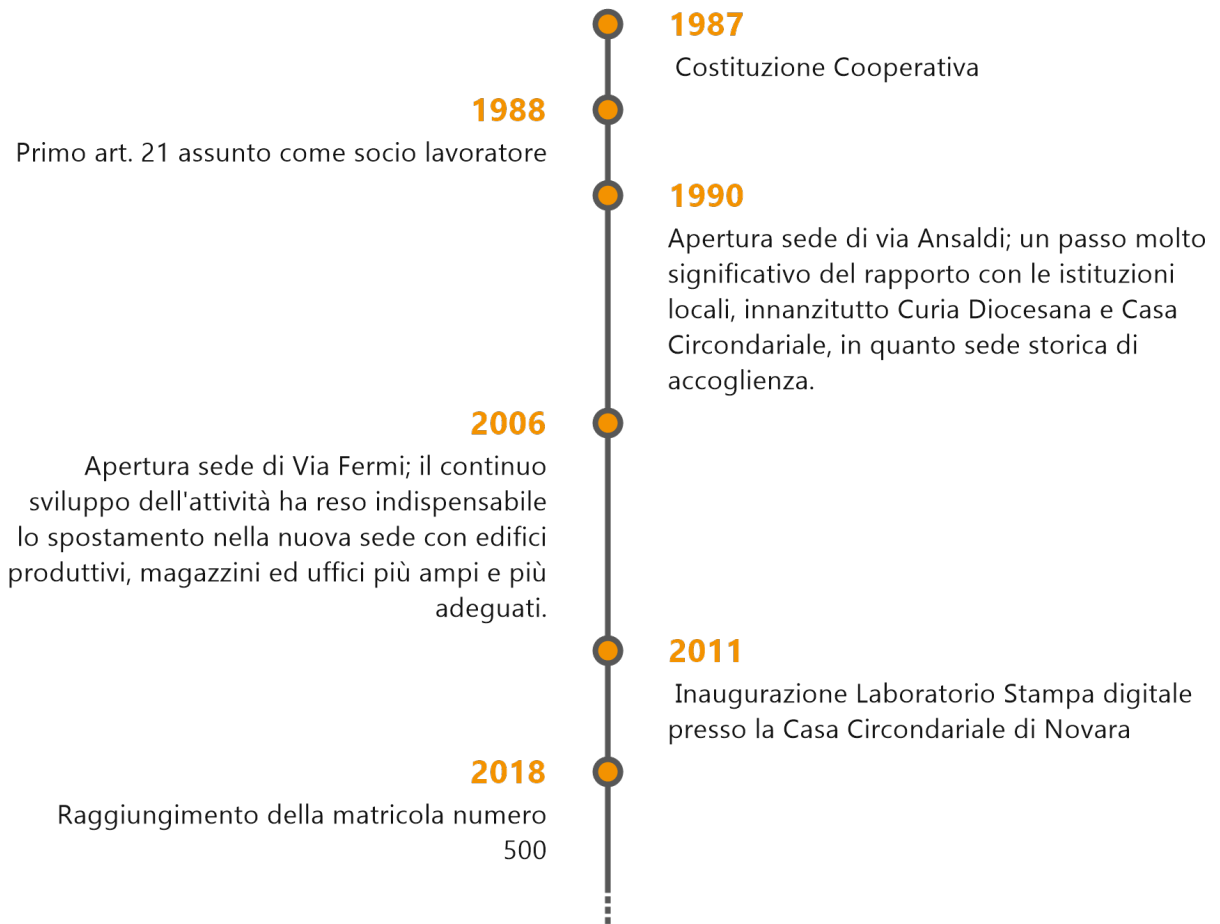 1987
Costituzione Cooperativa
1988
Primo art. 21 assunto come socio lavoratore
1990
Apertura sede di via Ansaldi; un passo molto
significativo del rapporto con le istituzioni
locali, innanzitutto Curia Diocesana e Casa
Circondariale, in quanto sede storica di
accoglienza.
2006
Apertura sede di Via Fermi; il continuo
sviluppo dell'attività ha reso indispensabile
lo spostamento nella nuova sede con edifici
produttivi, magazzini ed uffici più ampi e più
adeguati.
2011
Inaugurazione Laboratorio Stampa digitale
presso la Casa Circondariale di Novara
2018
Raggiungimento della matricola numero
500